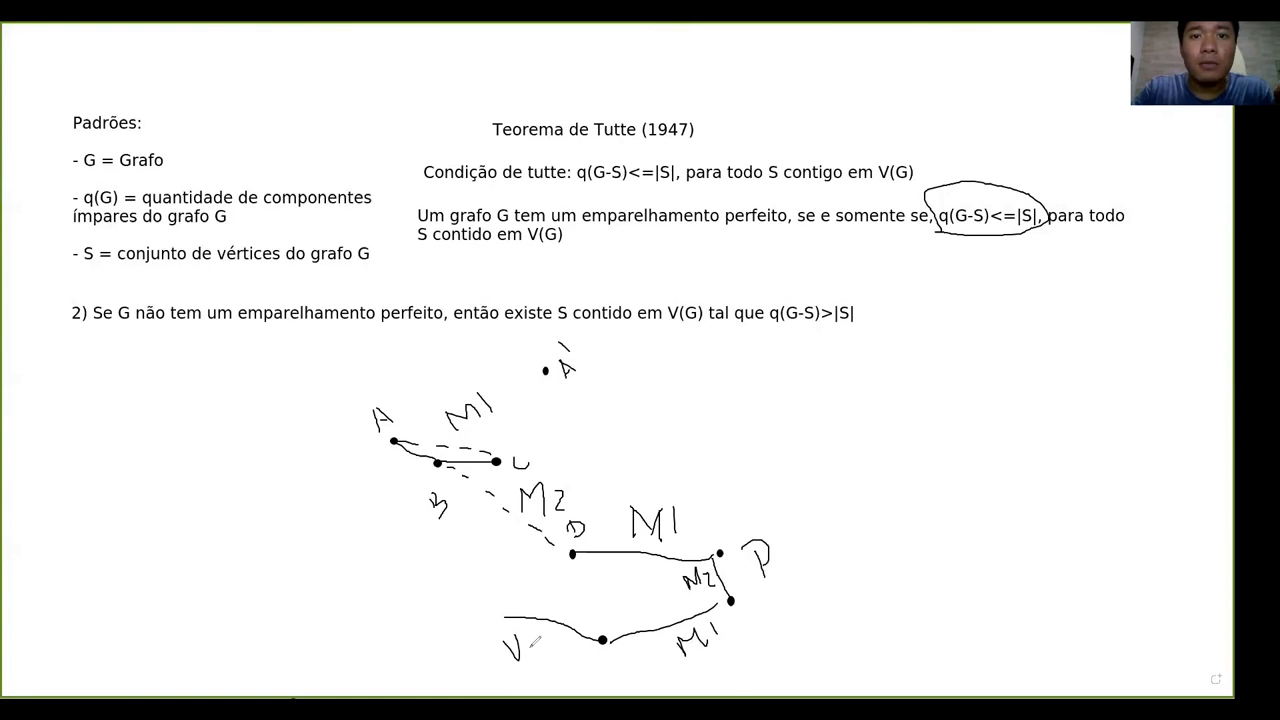 Padrões:
- G = Grafo
- q(G) = quantidade de componentes
ímpares do grafo G
- S = conjunto de vértices do grafo G
Teorema de Tutte (1947)
Condição de tutte: q(G-S)<=|S|, para todo S contigo em V(G)
Um grafo G tem um emparelhamento perfeito, se e somente se, q(G-S)<=|S|, para todo
S contido em V(G)
2) Se G não tem um emparelhamento perfeito, então existe S contido em V(G) tal que q(G-S)>|S|
A
A
M1
B
M2
D
M1
P
M2
M1
V